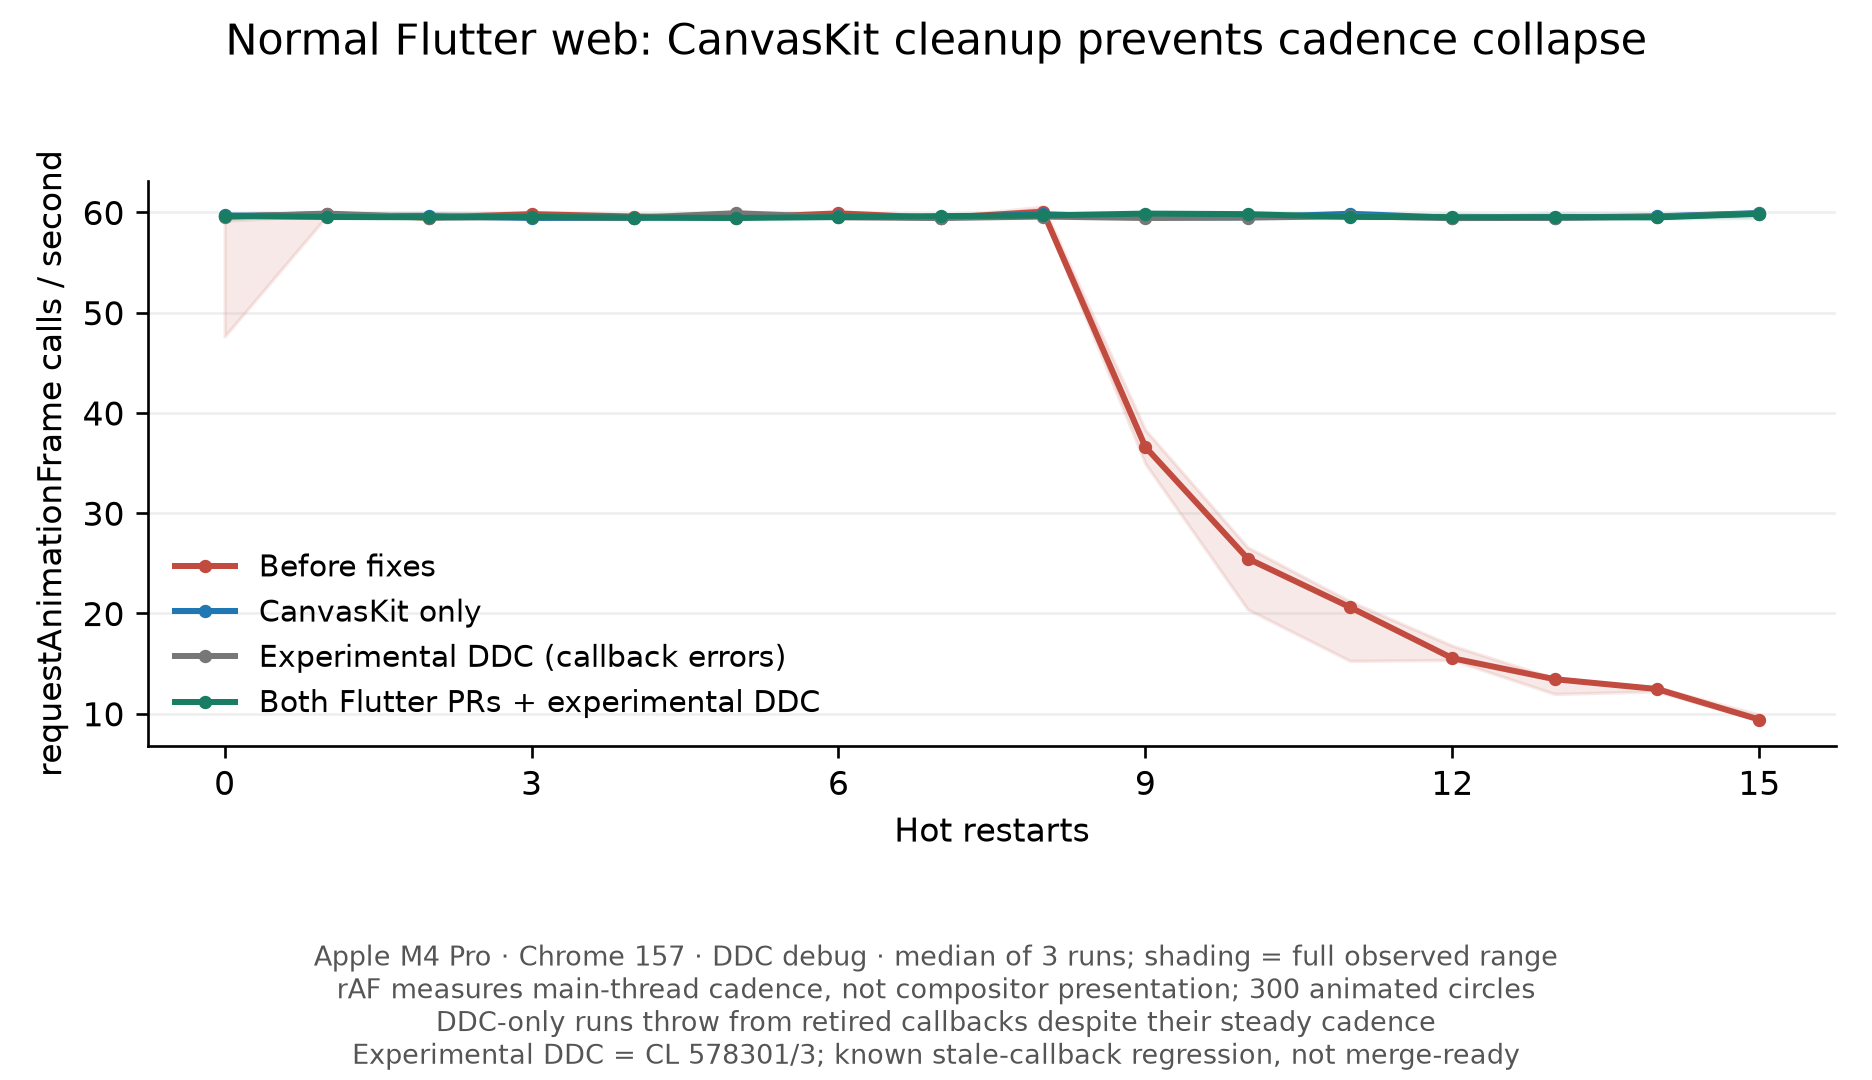 Normal Flutter web: CanvasKit cleanup prevents cadence collapse
requestAnimationFrame calls / second
60
50
40
30
20
10
Before fixes
CanvasKit only
Experimental DDC (callback errors)
Both Flutter PRs + experimental DDC
0
3
6
9
12
15
Hot restarts
Apple M4 Pro · Chrome 157 · DDC debug · median of 3 runs; shading = full observed range
rAF measures main-thread cadence, not compositor presentation; 300 animated circles
DDC-only runs throw from retired callbacks despite their steady cadence
Experimental DDC = CL 578301/3; known stale-callback regression, not merge-ready